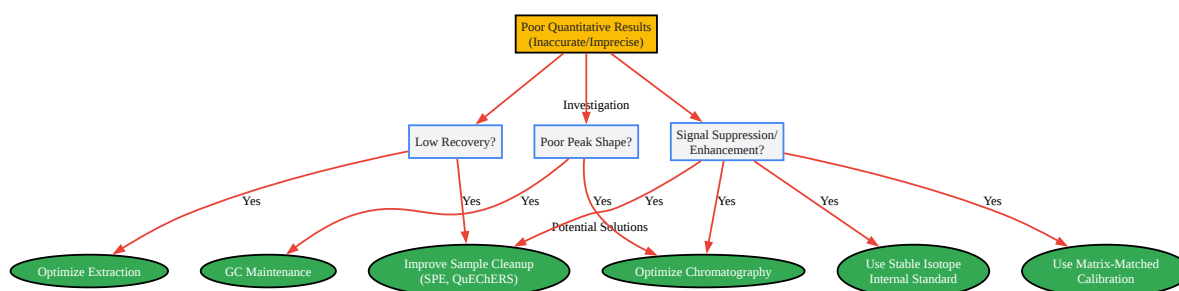 Poor Quantitative Results
(Inaccurate/Imprecise)
Investigation
Low Recovery?
Poor Peak Shape?
Signal Suppression/
Enhancement?
Yes
Yes
Yes
Yes
Yes
Yes
Yes
Yes
Potential Solutions
Optimize Extraction
GC Maintenance
Improve Sample Cleanup
(SPE, QuEChERS)
Optimize Chromatography
Use Stable Isotope
Internal Standard
Use Matrix-Matched
Calibration